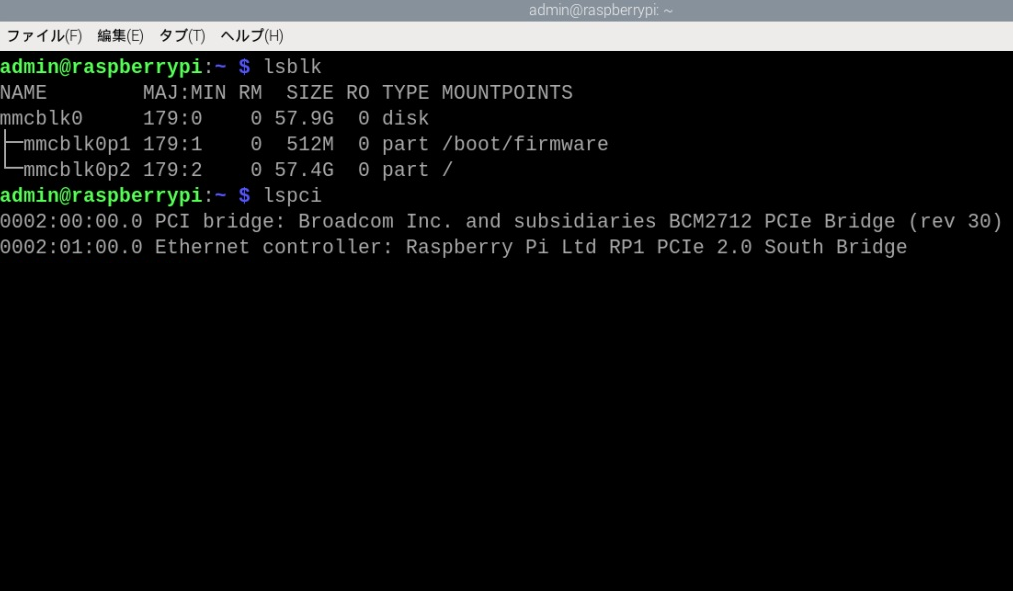 admin@raspberrypi: ~
ファイル(F) 編集(E) タブ(T) ヘルプ(H)
admin@raspberrypi:~ $ lsblk
NAME        MAJ:MIN RM  SIZE RO TYPE MOUNTPOINTS
mmcblk0     179:0    0 57.9G  0 disk
├─mmcblk0p1 179:1    0  512M  0 part /boot/firmware
└─mmcblk0p2 179:2    0 57.4G  0 part /
admin@raspberrypi:~ $ lspci
0002:00:00.0 PCI bridge: Broadcom Inc. and subsidiaries BCM2712 PCIe Bridge (rev 30)
0002:01:00.0 Ethernet controller: Raspberry Pi Ltd RP1 PCIe 2.0 South Bridge